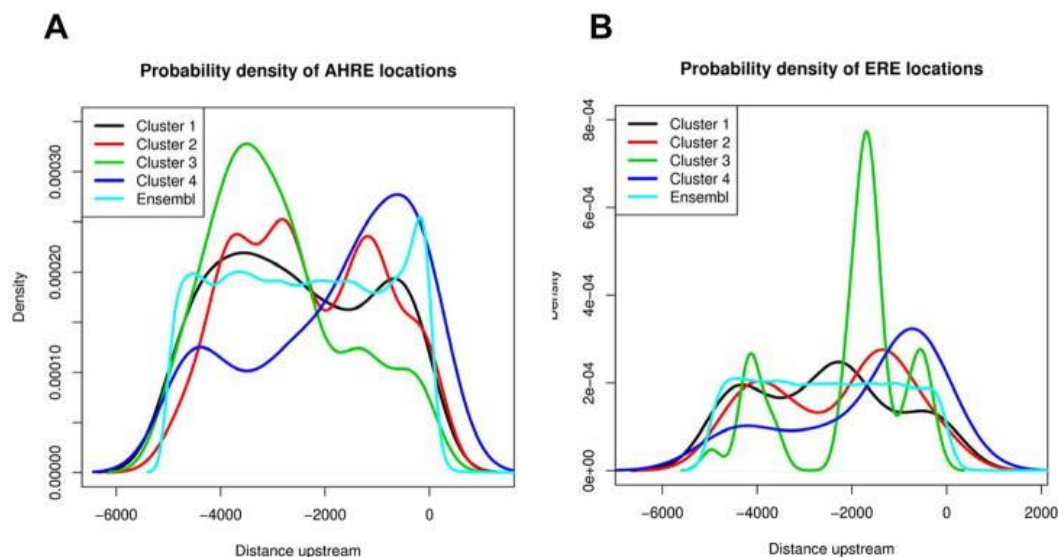 A
Probability density of AHRE locations
Cluster 1
Cluster 2
Cluster 3
Cluster 4
Ensembl
Density
0.00000
0.00010
0.00020
0.00030
−6000 −4000 −2000 0
Distance upstream
B
Probability density of ERE locations
Cluster 1
Cluster 2
Cluster 3
Cluster 4
Ensembl
Density
0e+00
2e−04
4e−04
6e−04
8e−04
−6000 −4000 −2000 0 2000
Distance upstream